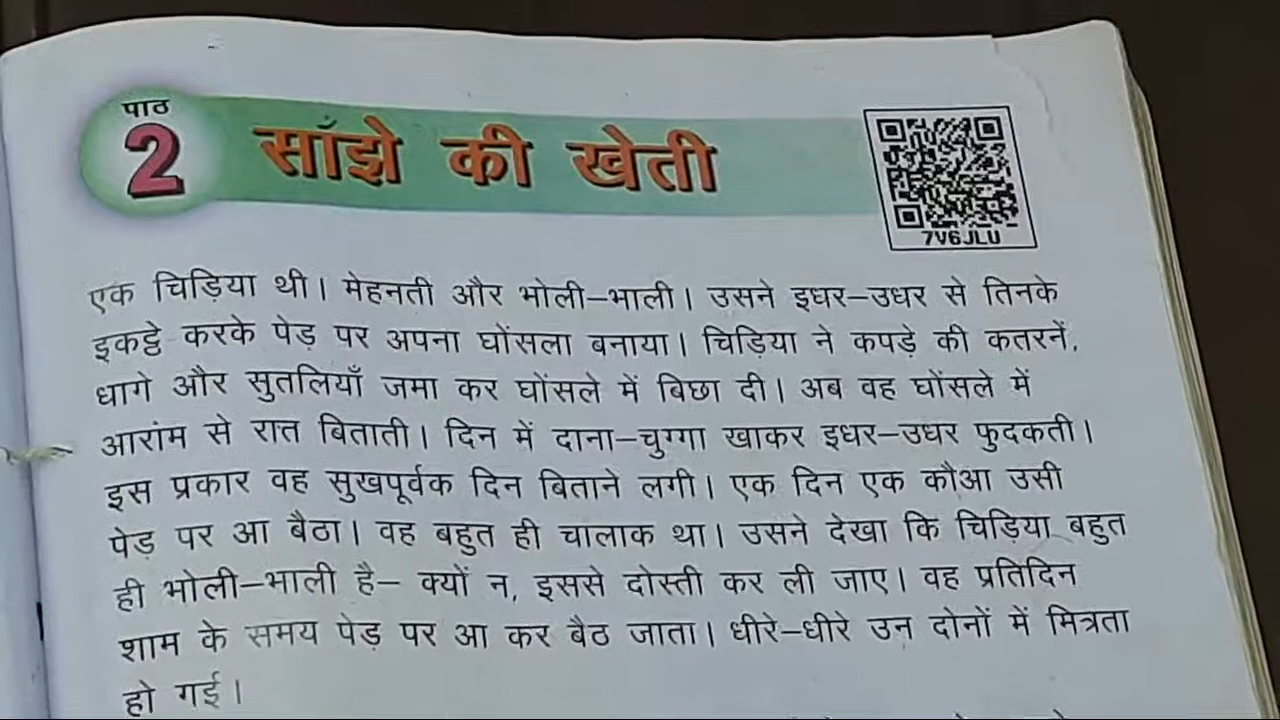 पाठ
2
साँझे की खेती
7V6JLU
एक चिड़िया थी। मेहनती और भोली–भाली। उसने इधर–उधर से तिनके
इकट्ठे करके पेड़ पर अपना घोंसला बनाया। चिड़िया ने कपड़े की कतरनें,
धागे और सुतलियाँ जमा कर घोंसले में बिछा दी। अब वह घोंसले में
आरांम से रात बिताती। दिन में दाना–चुग्गा खाकर इधर–उधर फुदकती।
इस प्रकार वह सुखपूर्वक दिन बिताने लगी। एक दिन एक कौआ उसी
पेड़ पर आ बैठा। वह बहुत ही चालाक था। उसने देखा कि चिड़िया बहुत
ही भोली–भाली है– क्यों न, इससे दोस्ती कर ली जाए। वह प्रतिदिन
शाम के समय पेड़ पर आ कर बैठ जाता। धीरे–धीरे उन दोनों में मित्रता
हो गई।